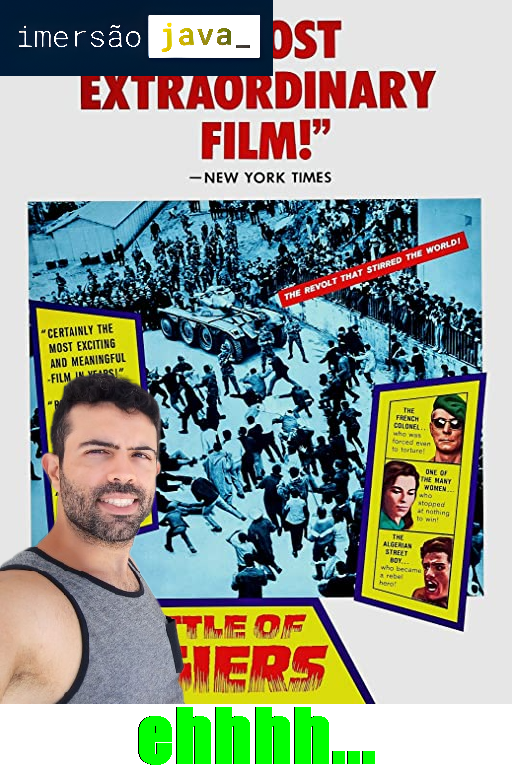 imersão java_
OST
EXTRAORDINARY
FILM!”
—NEW YORK TIMES
THE REVOLT THAT STIRRED THE WORLD!
“CERTAINLY THE
MOST EXCITING
AND MEANINGFUL
FILM IN YEARS!”
THE
FRENCH
COLONEL...
who was
forced even
to torture!
ONE OF
THE MANY
WOMEN...
who
stopped
at nothing
to win!
THE
ALGERIAN
STREET
BOY...
who became
a rebel
hero!
TLE OF
GIERS
ehhhh...